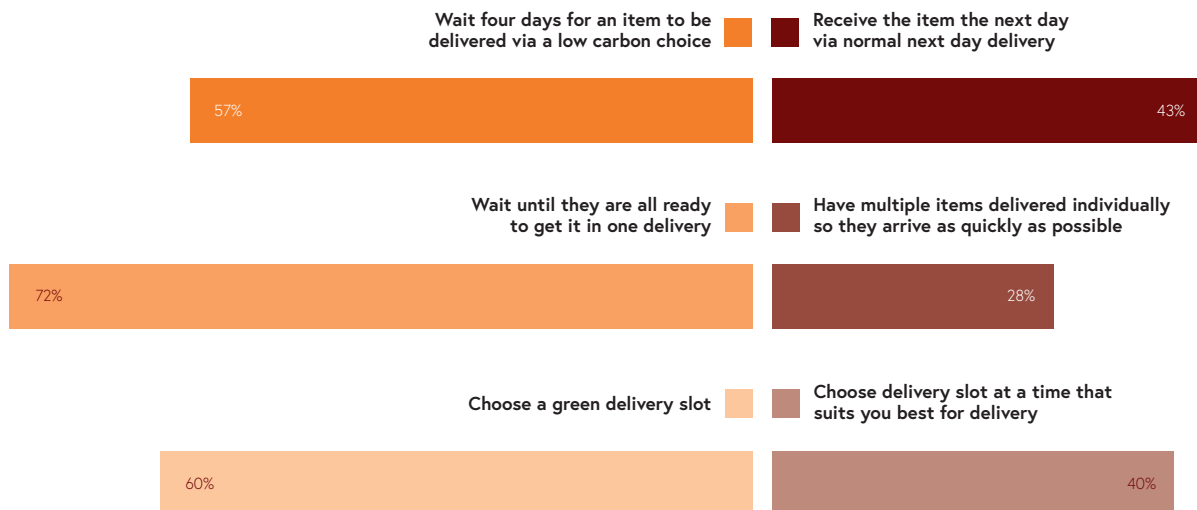 Wait four days for an item to be
delivered via a low carbon choice
Receive the item the next day
via normal next day delivery
57%
43%
Wait until they are all ready
to get it in one delivery
Have multiple items delivered individually
so they arrive as quickly as possible
72%
28%
Choose a green delivery slot
Choose delivery slot at a time that
suits you best for delivery
60%
40%